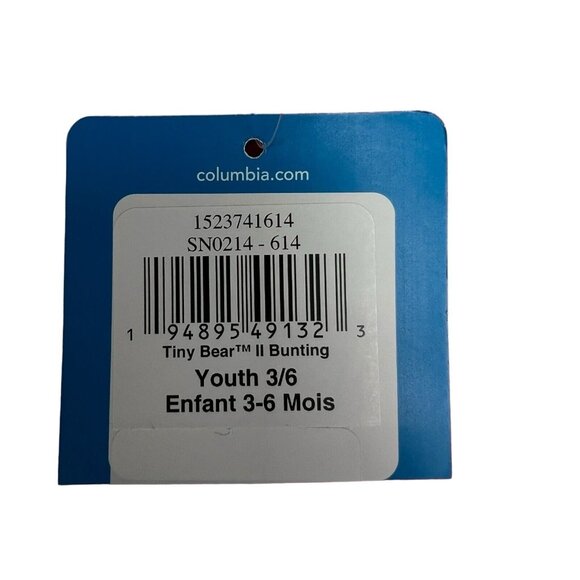 columbia.com
1523741614
SN0214 - 614
1 94895 49132 3
Tiny Bear™ II Bunting
Youth 3/6
Enfant 3-6 Mois